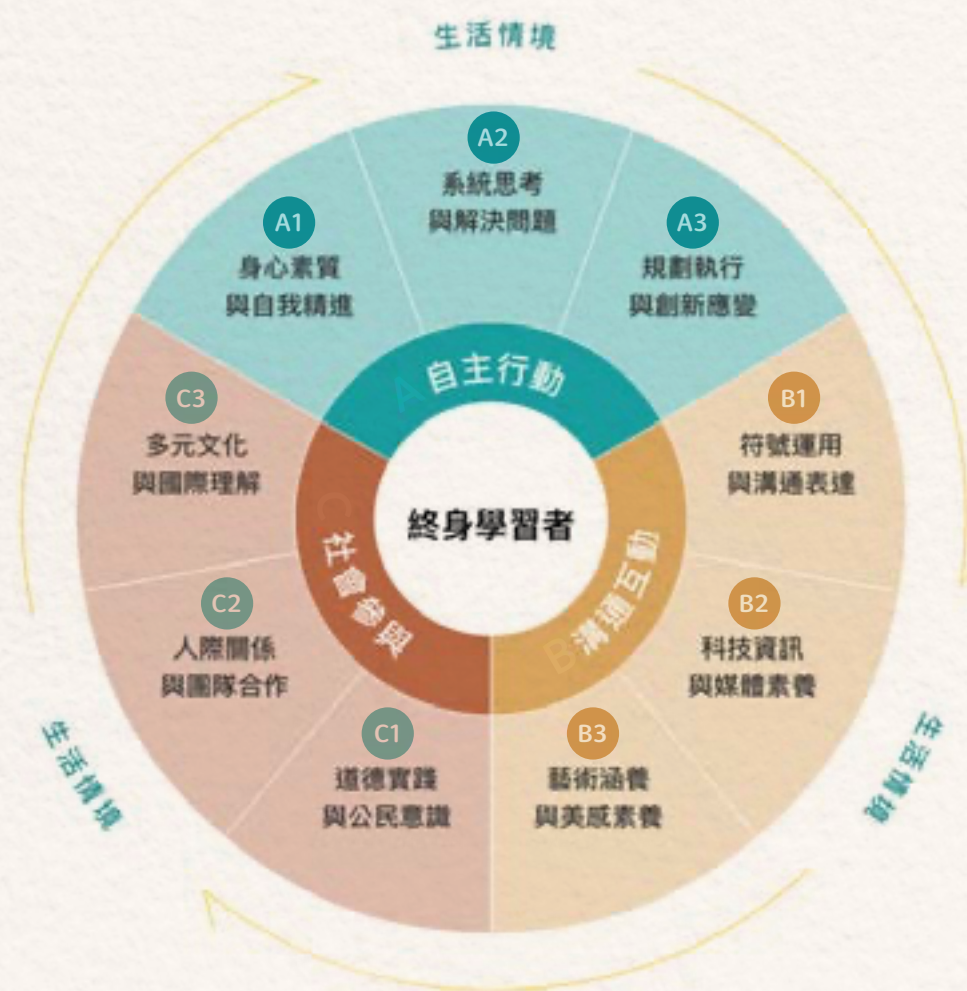 生活情境
A2
系統思考
與解決問題
A1
身心素質
與自我精進
A3
規劃執行
與創新應變
A 自主行動
C3
多元文化
與國際理解
B1
符號運用
與溝通表達
終身學習者
C 社會參與
B 溝通互動
C2
人際關係
與團隊合作
B2
科技資訊
與媒體素養
C1
道德實踐
與公民意識
B3
藝術涵養
與美感素養
生活情境
生活情境